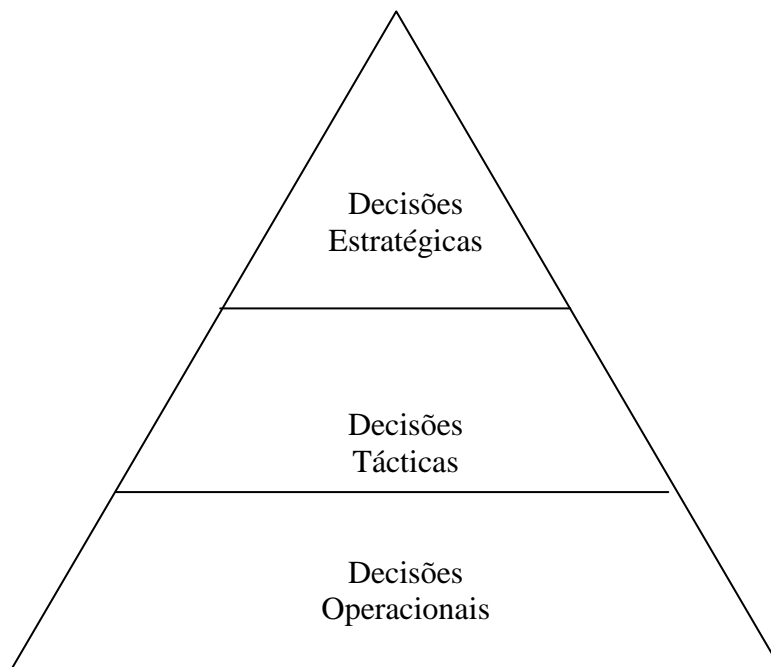 Decisões
Estratégicas
Decisões
Tácticas
Decisões
Operacionais